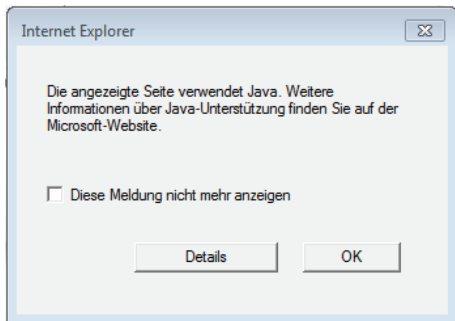 Internet Explorer
Die angezeigte Seite verwendet Java. Weitere
Informationen über Java-Unterstützung finden Sie auf der
Microsoft-Website.
Diese Meldung nicht mehr anzeigen
Details
OK